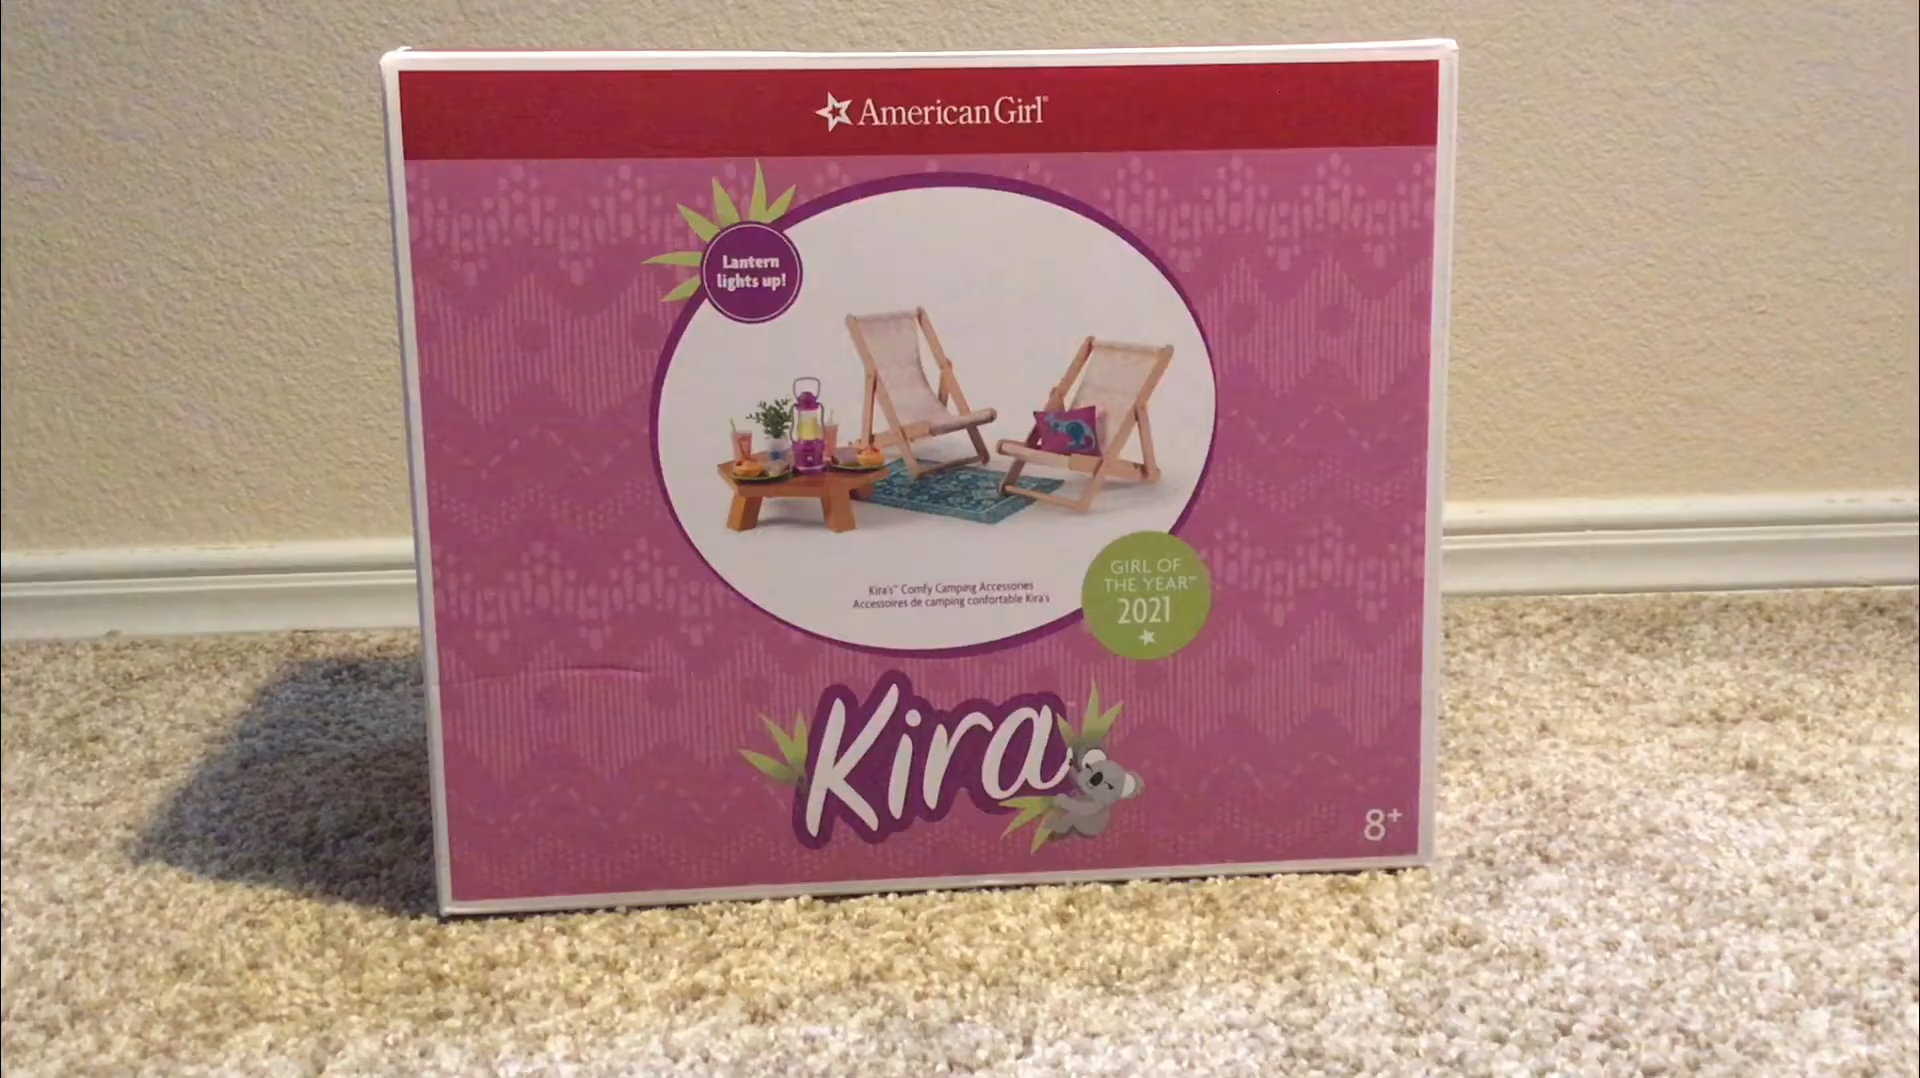 American Girl®
Lantern
lights up!
Kira's™ Comfy Camping Accessories
Accessoires de camping confortable Kira's
GIRL OF
THE YEAR™
2021
Kira
8+